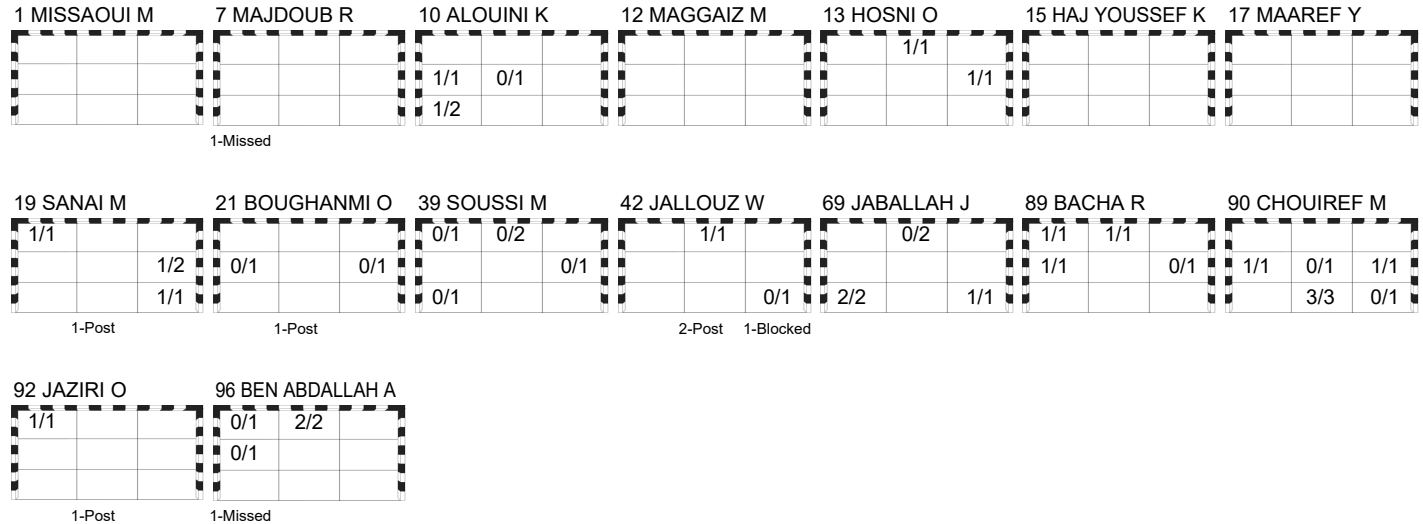 1 MISSAOUI M 7 MAJDOUB R 10 ALOUINI K 12 MAGGAIZ M 13 HOSNI O 15 HAJ YOUSSEF K 17 MAAREF Y
1/1
1/1 0/1 1/1
1/2
1-Missed
19 SANAI M 21 BOUGHANMI O 39 SOUSSI M 42 JALLOUZ W 69 JABALLAH J 89 BACHA R 90 CHOUIREF M
1/1 0/1 0/2 1/1 0/2 1/1 1/1
1/2 0/1 0/1 0/1 1/1 0/1 1/1 0/1 1/1
1/1 0/1 0/1 2/2 1/1 3/3 0/1
1-Post 1-Post 2-Post 1-Blocked
92 JAZIRI O 96 BEN ABDALLAH A
1/1 0/1 2/2
0/1
1-Post 1-Missed